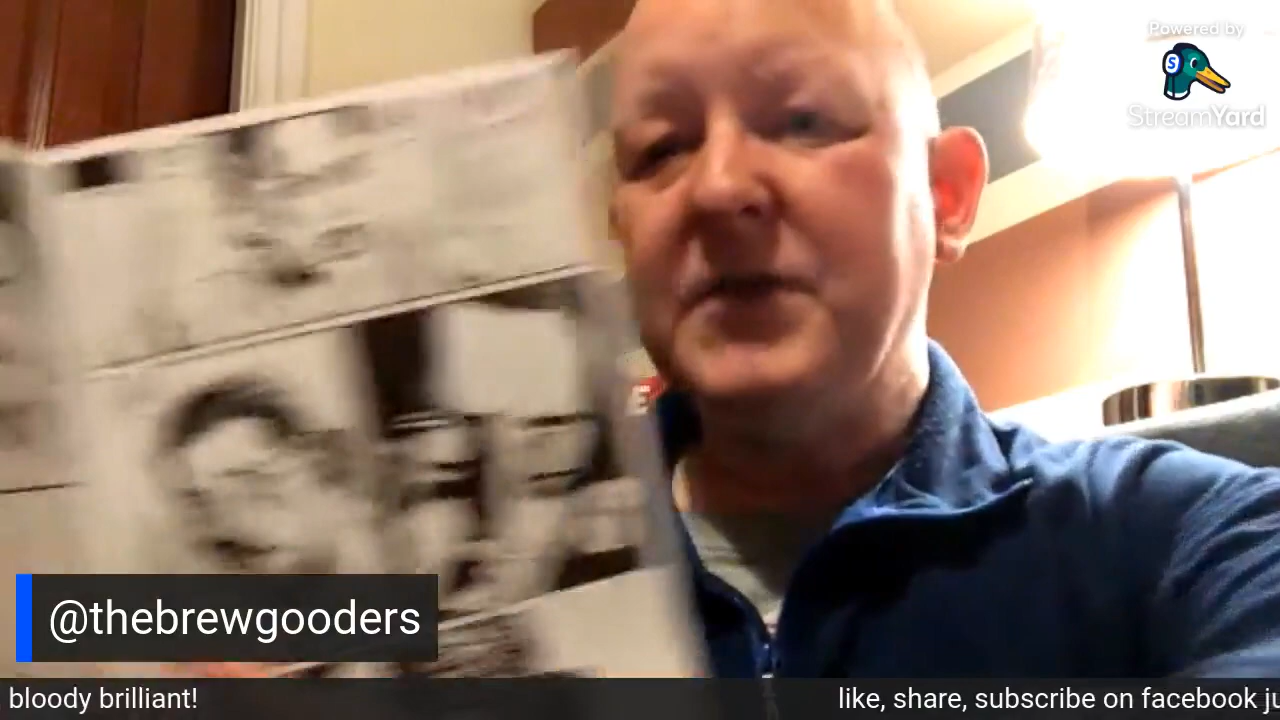 Powered by
StreamYard
@thebrewgooders
bloody brilliant!
like, share, subscribe on facebook ju